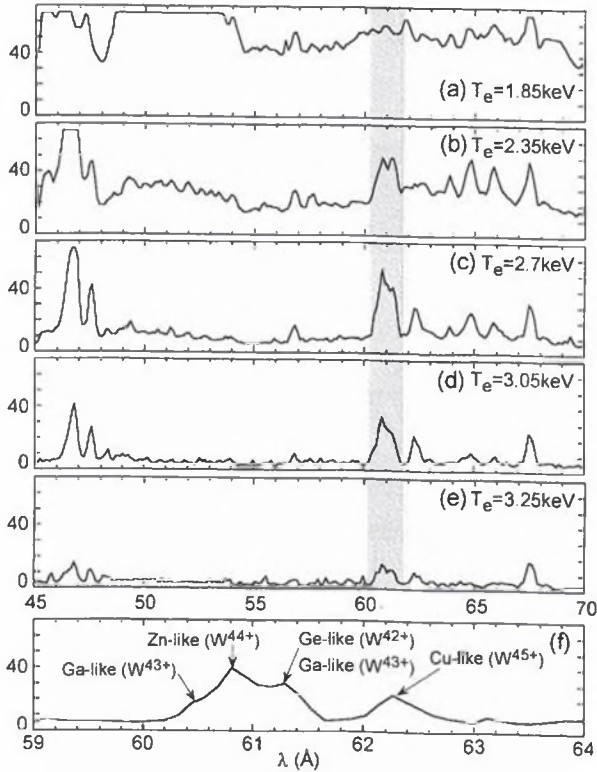 40
0
(a) Te=1.85keV
40
0
(b) Te=2.35keV
40
0
(c) Te=2.7keV
40
0
(d) Te=3.05keV
40
0
(e) Te=3.25keV
45 50 55 60 65 70
40
0
Ga-like (W43+)
Zn-like (W44+)
Ge-like (W42+)
Ga-like (W43+)
Cu-like (W45+)
(f)
59 60 61 62 63 64
λ (Å)